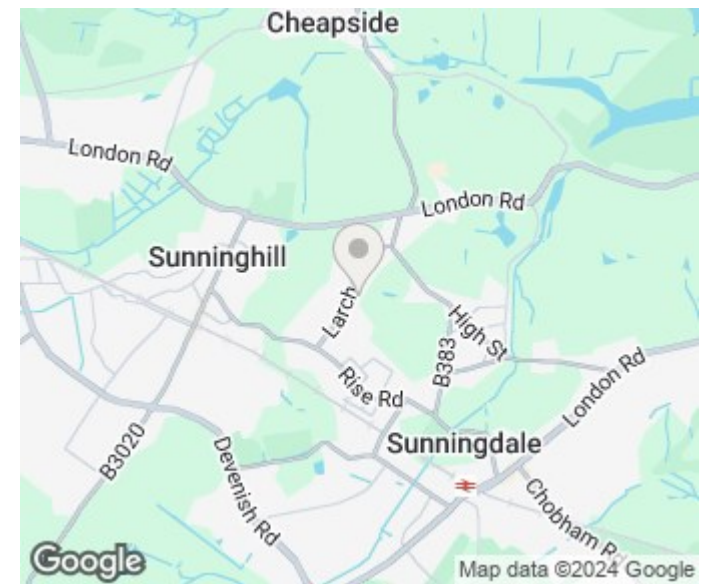 Cheapside
London Rd
London Rd
Sunninghill
Larch
High St
B383
Rise Rd
London Rd
Sunningdale
B3020
Devenish Rd
Chobham Rd
Google
Map data ©2024 Google